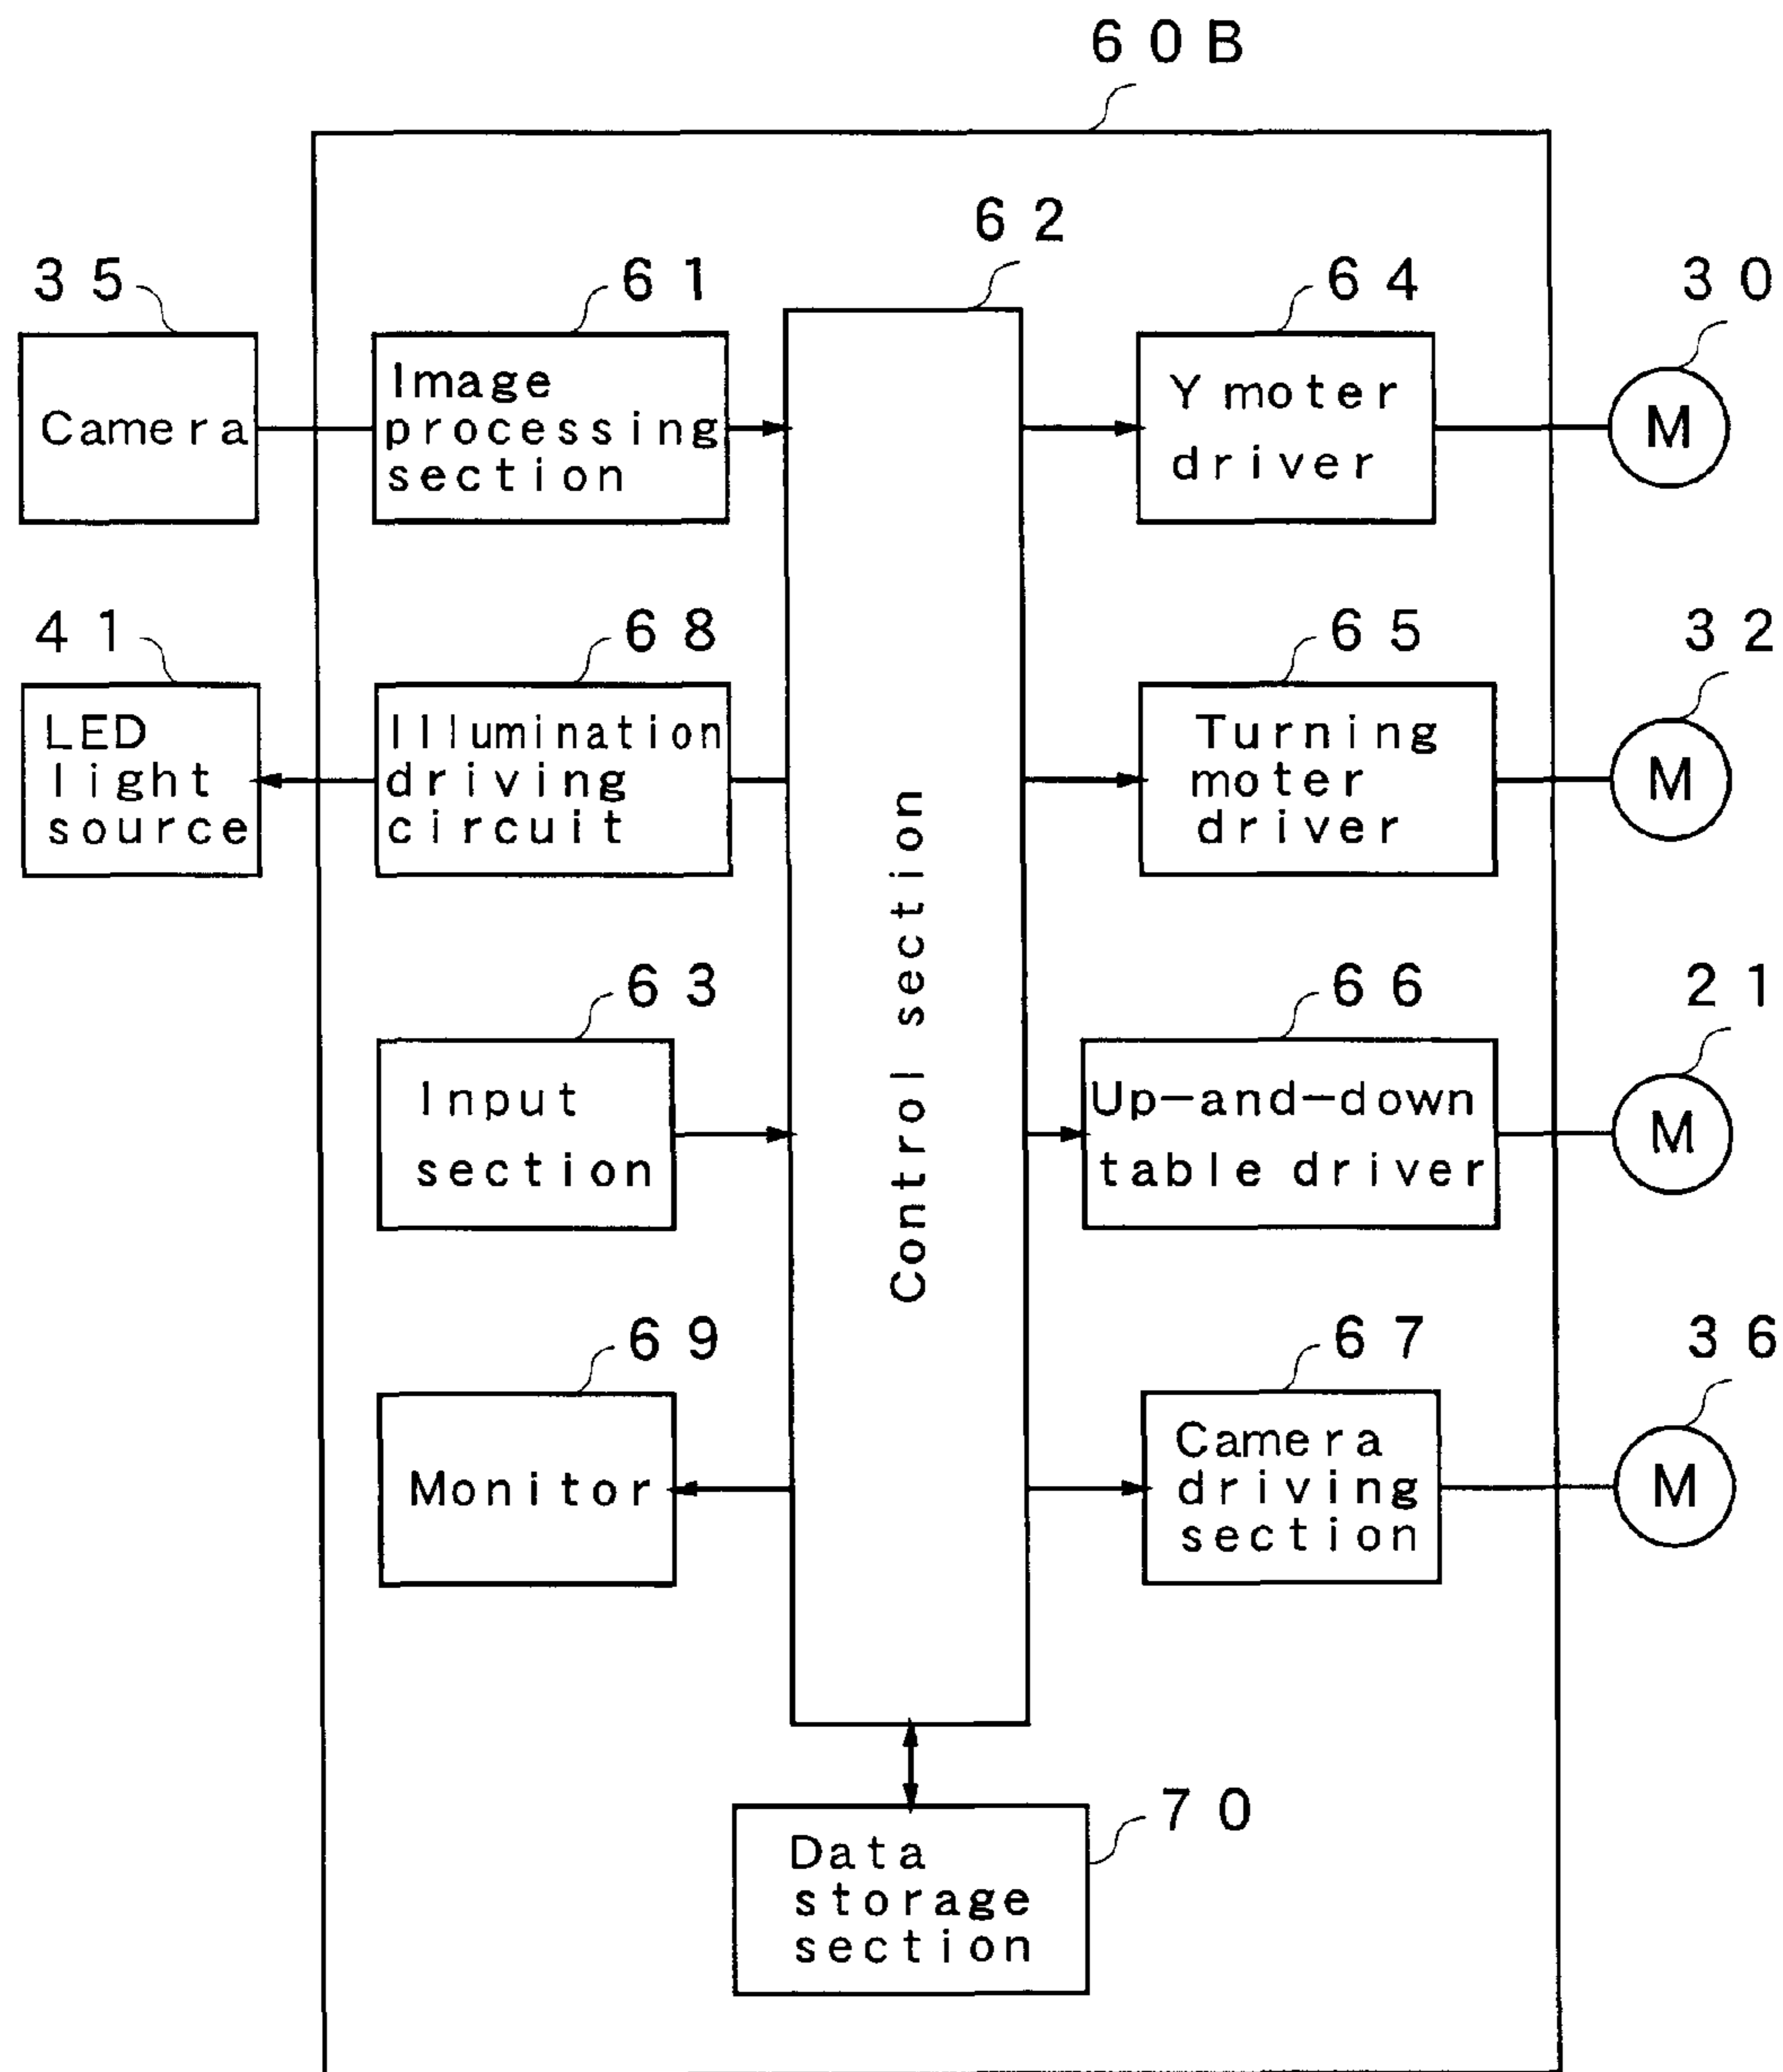 60B
62
35
61
64
30
Camera
Image
processing
section
Y moter
driver
M
41
68
65
32
LED
light
source
Illumination
driving
circuit
Turning
moter
driver
M
Control section
63
66
21
Input
section
Up-and-down
table driver
M
69
67
36
Monitor
Camera
driving
section
M
70
Data
storage
section